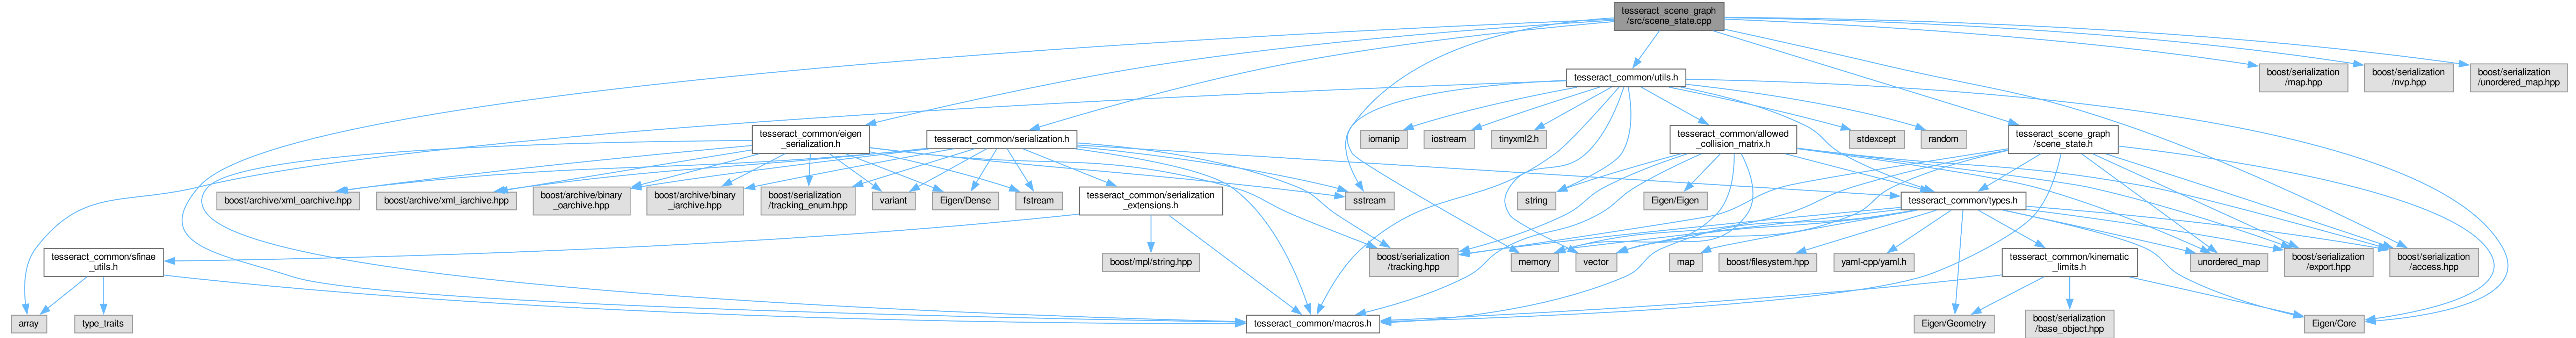 tesseract_scene_graph
/src/scene_state.cpp
tesseract_common/utils.h
boost/serialization
/map.hpp
boost/serialization
/nvp.hpp
boost/serialization
/unordered_map.hpp
tesseract_common/eigen
_serialization.h
tesseract_common/serialization.h
iomanip
iostream
tinyxml2.h
tesseract_common/allowed
_collision_matrix.h
stdexcept
random
tesseract_scene_graph
/scene_state.h
boost/archive/xml_oarchive.hpp
boost/archive/xml_iarchive.hpp
boost/archive/binary
_oarchive.hpp
boost/archive/binary
_iarchive.hpp
boost/serialization
/tracking_enum.hpp
variant
Eigen/Dense
fstream
tesseract_common/serialization
_extensions.h
sstream
string
Eigen/Eigen
tesseract_common/types.h
tesseract_common/sfinae
_utils.h
boost/mpl/string.hpp
boost/serialization
/tracking.hpp
memory
vector
map
boost/filesystem.hpp
yaml-cpp/yaml.h
tesseract_common/kinematic
_limits.h
unordered_map
boost/serialization
/export.hpp
boost/serialization
/access.hpp
array
type_traits
tesseract_common/macros.h
Eigen/Geometry
boost/serialization
/base_object.hpp
Eigen/Core